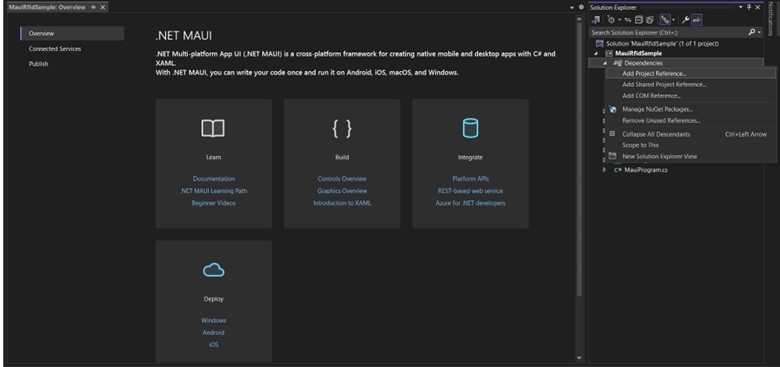 MauiRfidSample: Overview
Overview
Connected Services
Publish
.NET MAUI
.NET Multi-platform App UI (.NET MAUI) is a cross-platform framework for creating native mobile and desktop apps with C# and
XAML.
With .NET MAUI, you can write your code once and run it on Android, iOS, macOS, and Windows.
Learn
Documentation
.NET MAUI Learning Path
Beginner Videos
Build
Controls Overview
Graphics Overview
Introduction to XAML
Integrate
Platform APIs
REST-based web service
Azure for .NET developers
Deploy
Windows
Android
iOS
Solution Explorer
Search Solution Explorer (Ctrl+;)
Solution 'MauiRfidSample' (1 of 1 project)
MauiRfidSample
Dependencies
Add Project Reference...
Add Shared Project Reference...
Add COM Reference...
Manage NuGet Packages...
Remove Unused References...
Collapse All Descendants Ctrl+Left Arrow
Scope to This
New Solution Explorer View
C# MauiProgram.cs
Notifications